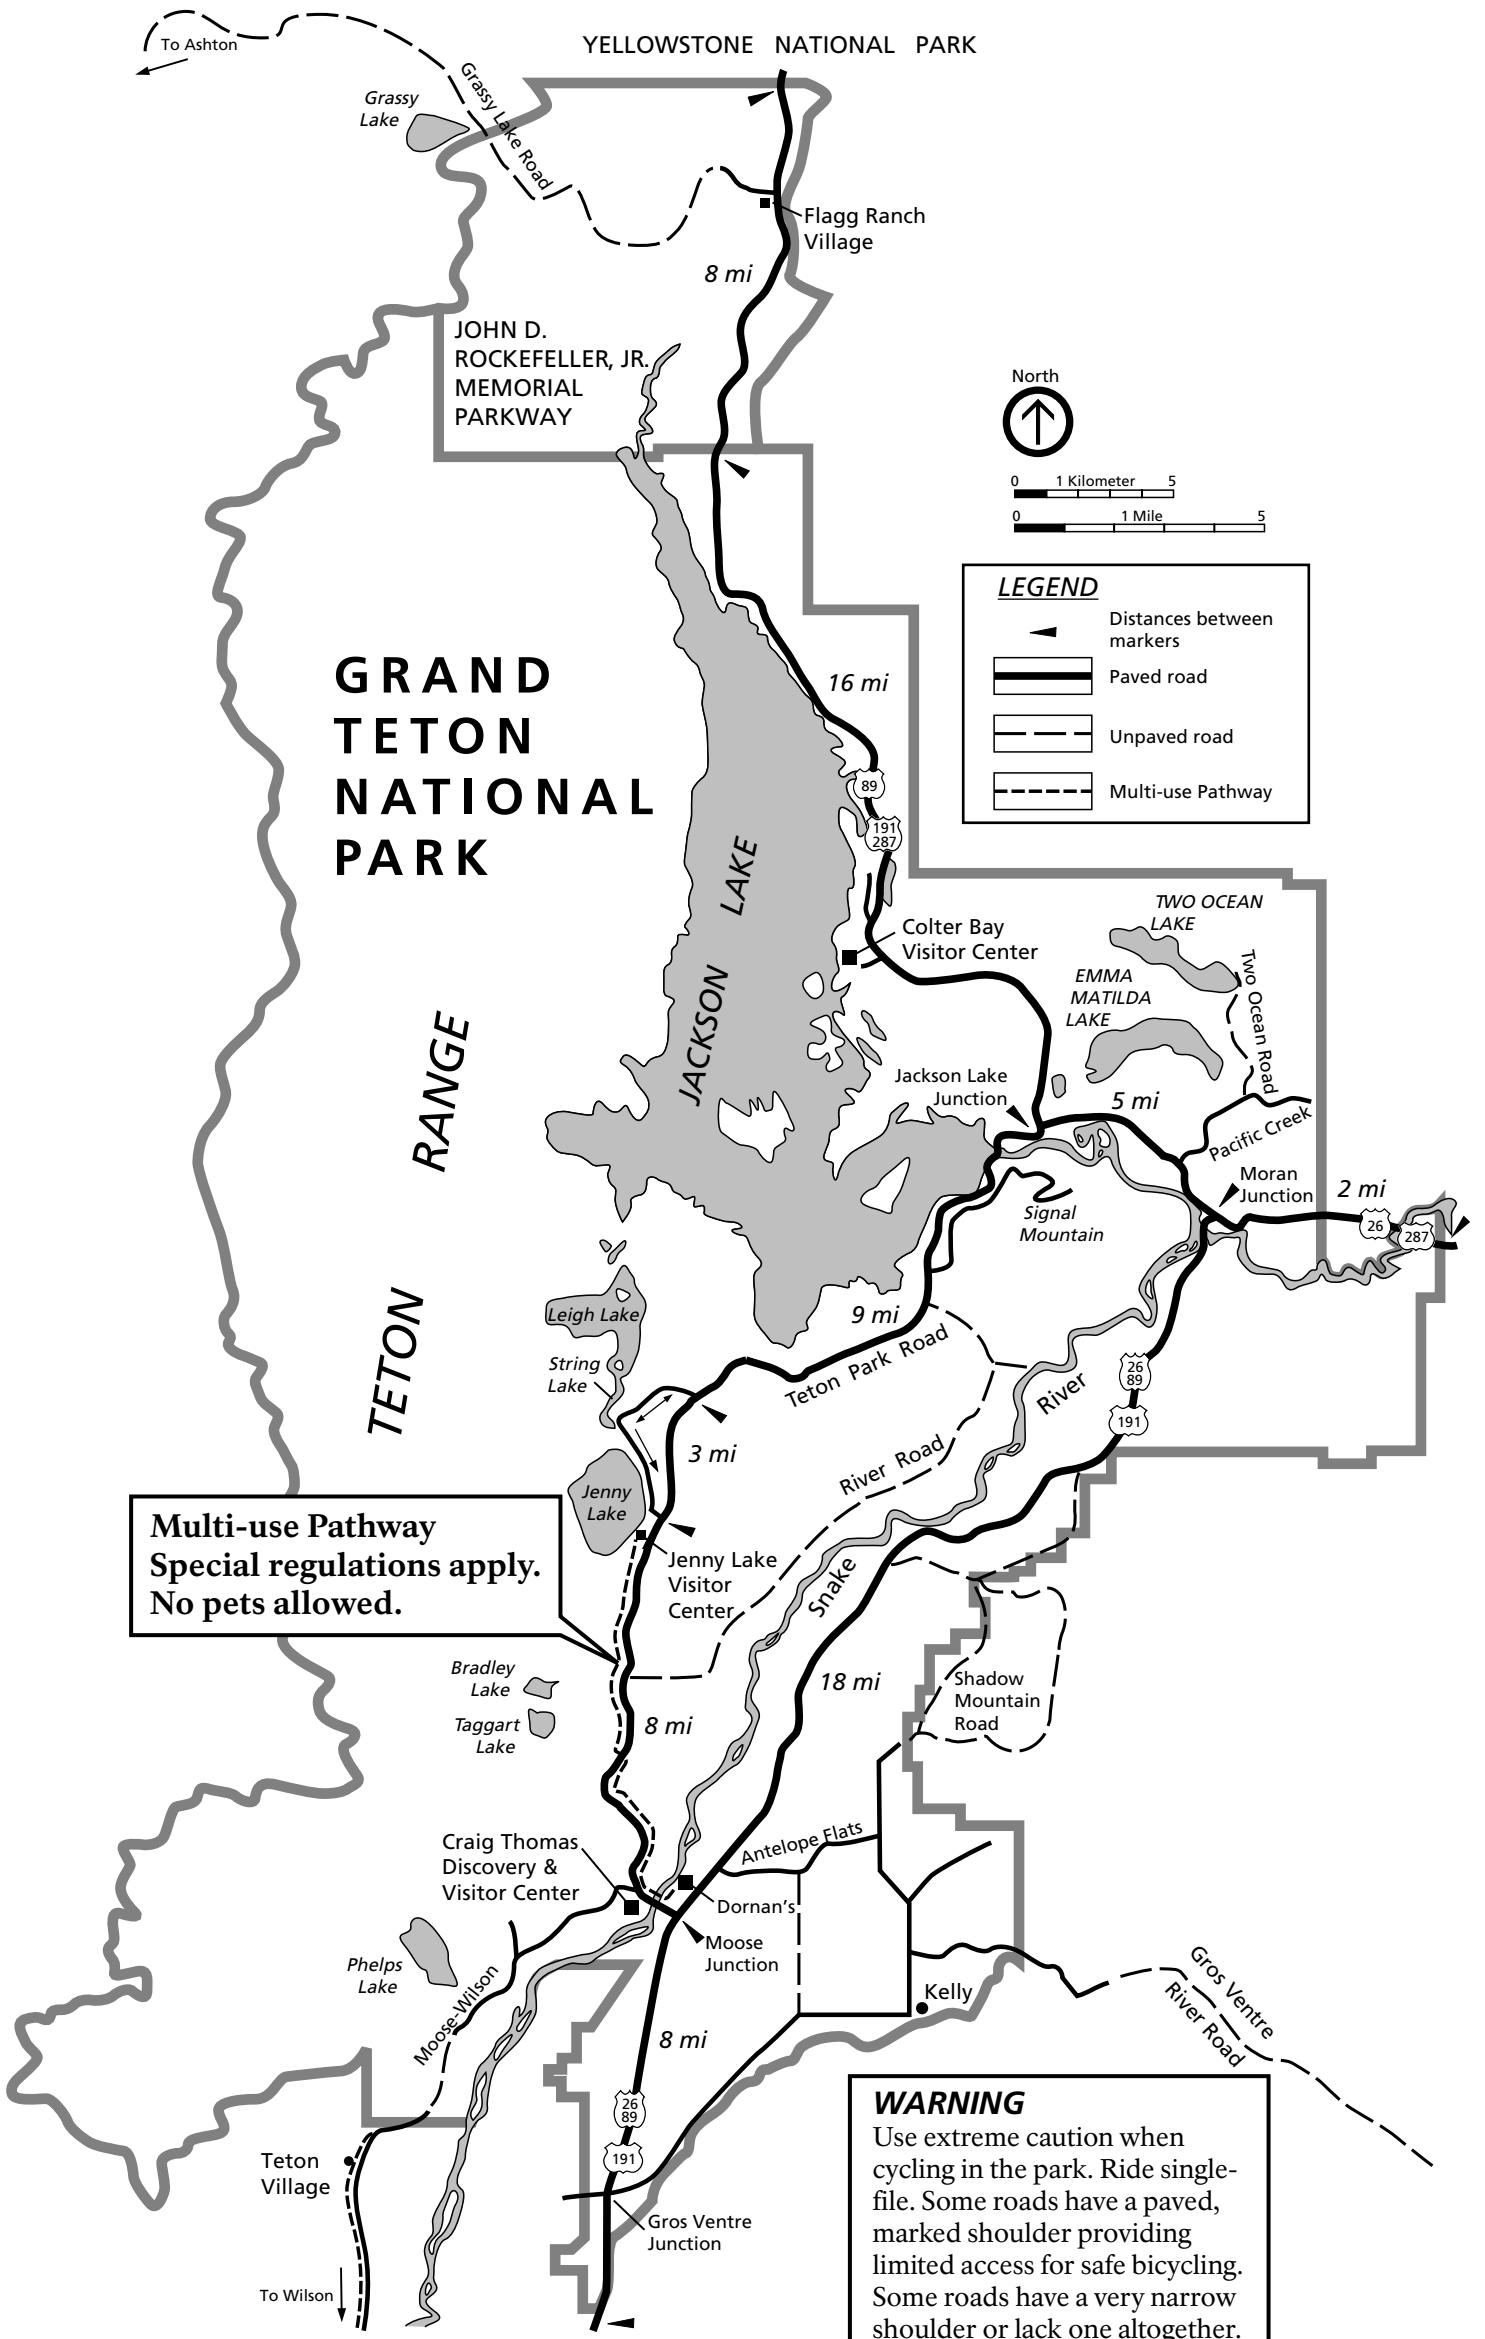 To Ashton
YELLOWSTONE NATIONAL PARK
Grassy
Lake
Grassy Lake Road
Flagg Ranch
Village
8 mi
JOHN D.
ROCKEFELLER, JR.
MEMORIAL
PARKWAY
North
0 1 Kilometer 5
0 1 Mile 5
LEGEND
Distances between
markers
Paved road
Unpaved road
Multi-use Pathway
GRAND
TETON
NATIONAL
PARK
16 mi
89
191
287
JACKSON LAKE
Colter Bay
Visitor Center
TWO OCEAN
LAKE
EMMA
MATILDA
LAKE
Two Ocean Road
Jackson Lake
Junction
5 mi
Pacific Creek
Moran
Junction
2 mi
26
287
Signal
Mountain
TETON RANGE
Leigh Lake
String
Lake
9 mi
Teton Park Road
26
89
191
River
3 mi
River Road
Jenny
Lake
Multi-use Pathway
Special regulations apply.
No pets allowed.
Jenny Lake
Visitor
Center
Snake
Bradley
Lake
Taggart
Lake
8 mi
18 mi
Shadow
Mountain
Road
Craig Thomas
Discovery &
Visitor Center
Antelope Flats
Dornan's
Moose
Junction
Phelps
Lake
Moose-Wilson
Kelly
Gros Ventre
River Road
8 mi
26
89
191
Teton
Village
Gros Ventre
Junction
To Wilson
WARNING
Use extreme caution when
cycling in the park. Ride single-
file. Some roads have a paved,
marked shoulder providing
limited access for safe bicycling.
Some roads have a very narrow
shoulder or lack one altogether.